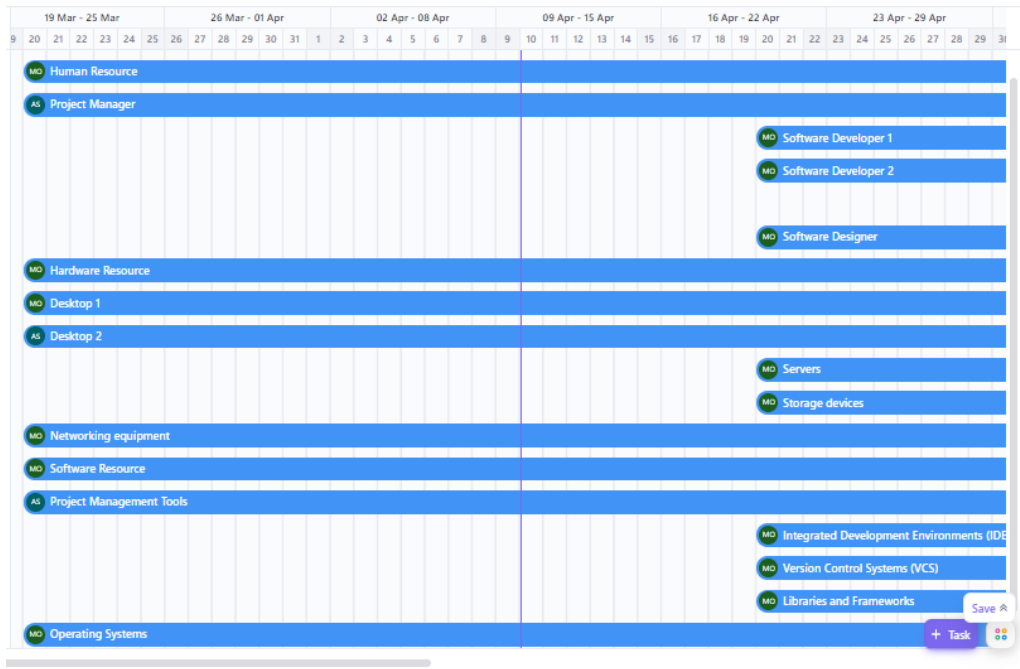 19 Mar - 25 Mar 26 Mar - 01 Apr 02 Apr - 08 Apr 09 Apr - 15 Apr 16 Apr - 22 Apr 23 Apr - 29 Apr
9 20 21 22 23 24 25 26 27 28 29 30 31 1 2 3 4 5 6 7 8 9 10 11 12 13 14 15 16 17 18 19 20 21 22 23 24 25 26 27 28 29
MO Human Resource
AS Project Manager
MO Software Developer 1
MO Software Developer 2
MO Software Designer
MO Hardware Resource
MO Desktop 1
AS Desktop 2
MO Servers
MO Storage devices
MO Networking equipment
MO Software Resource
AS Project Management Tools
MO Integrated Development Environments (IDE
MO Version Control Systems (VCS)
MO Libraries and Frameworks
Save
MO Operating Systems
+ Task